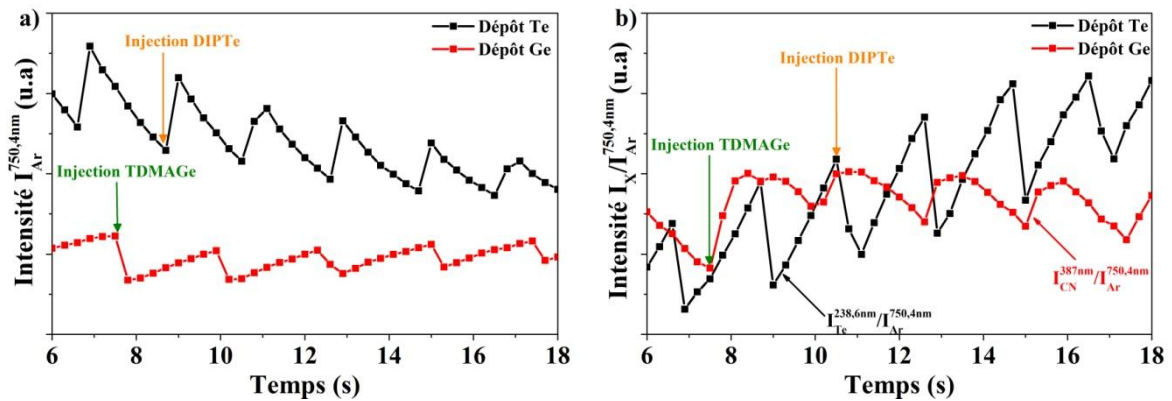 a)
Dépôt Te
Dépôt Ge
Injection DIPTe
Injection TDMAGe
Intensité I_Ar^750,4nm (u.a)
6 8 10 12 14 16 18
Temps (s)
b)
Dépôt Te
Dépôt Ge
Injection DIPTe
Injection TDMAGe
I_CN^387nm/I_Ar^750,4nm
I_Te^238,6nm/I_Ar^750,4nm
Intensité I_X/I_Ar^750,4nm (u.a)
6 8 10 12 14 16 18
Temps (s)